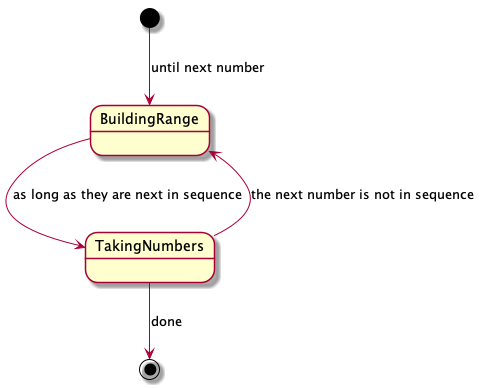 until next number
BuildingRange
as long as they are next in sequence
the next number is not in sequence
TakingNumbers
done